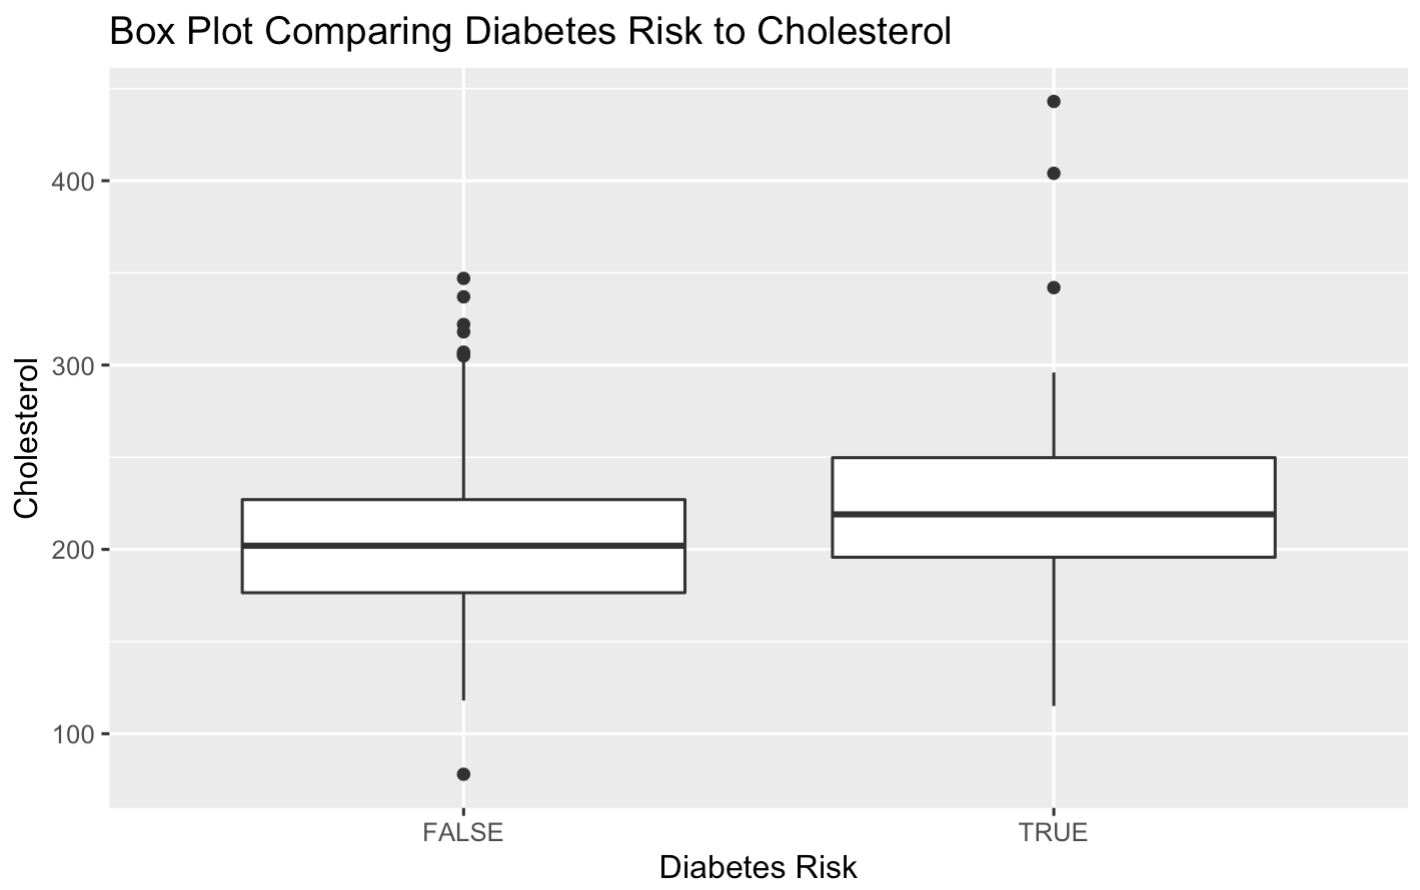 Box Plot Comparing Diabetes Risk to Cholesterol
400
300
200
100
Cholesterol
FALSE
TRUE
Diabetes Risk